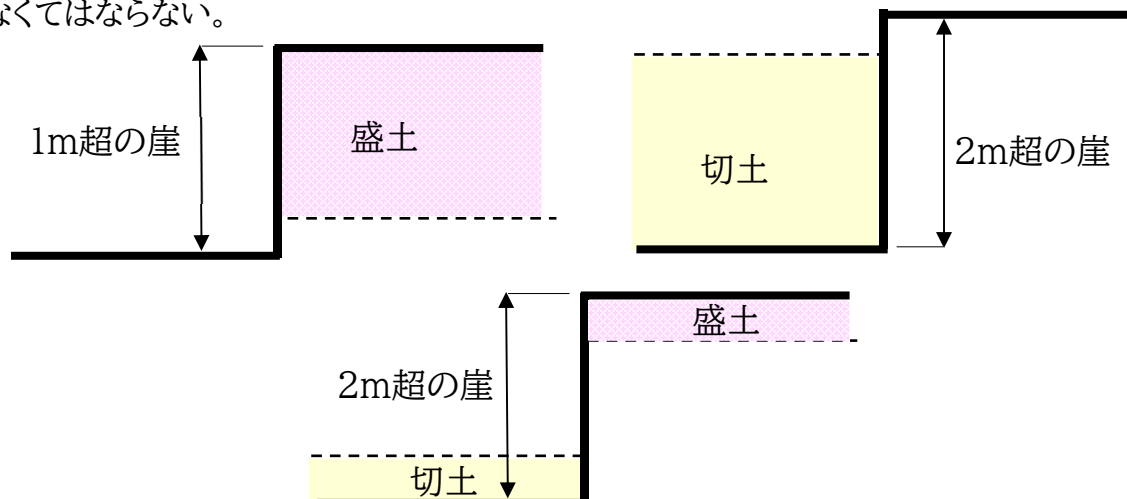 なくてはならない。
1m超の崖
盛土
切土
2m超の崖
盛土
2m超の崖
切土